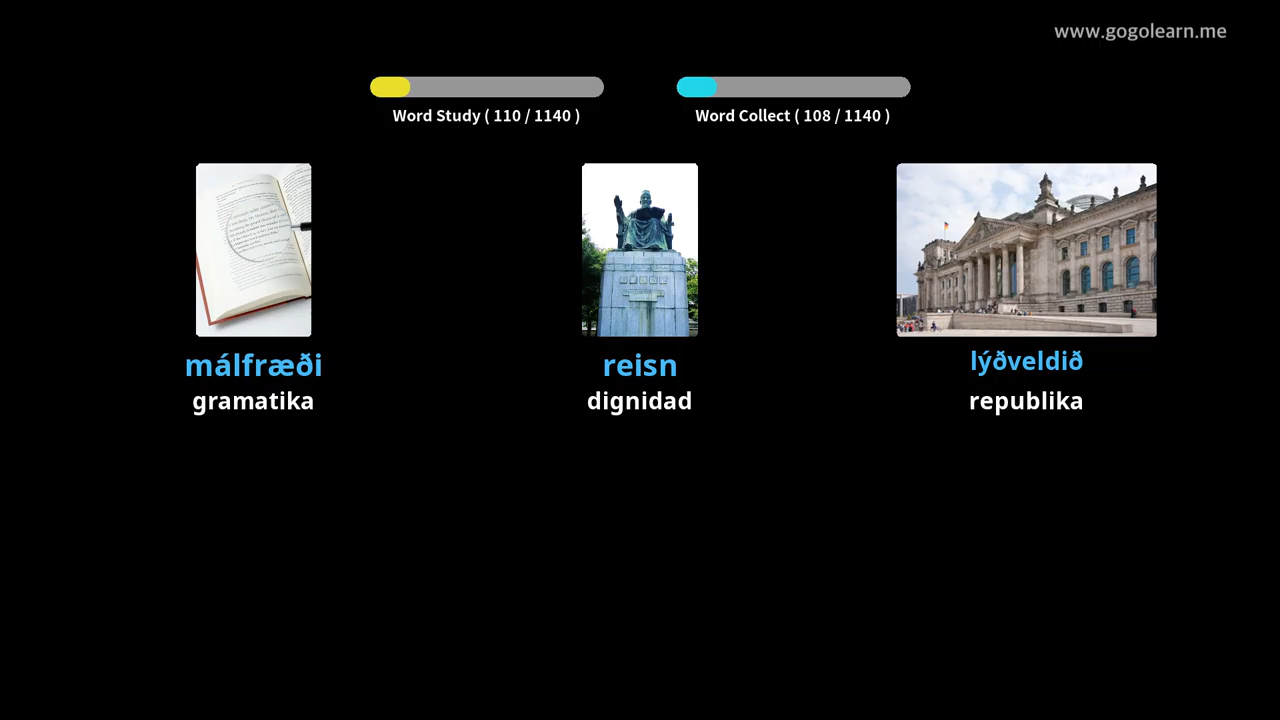 www.gogolearn.me
Word Study ( 110 / 1140 )
Word Collect ( 108 / 1140 )
málfræði
reisn
lýðveldið
gramatika
dignidad
republika